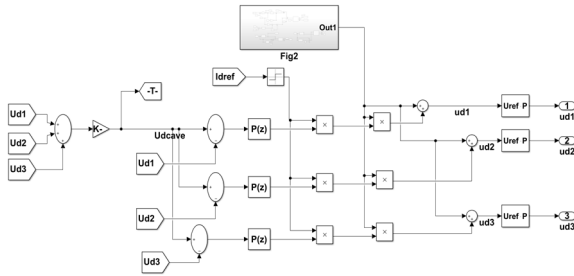 Out1
Fig2
Idref
-T-
Ud1
Ud2
Ud3
K-
Udcave
Ud1
P(z)
×
×
ud1
Uref P
1
ud1
Ud2
P(z)
×
×
ud2
Uref P
2
ud2
Ud3
P(z)
×
×
ud3
Uref P
3
ud3